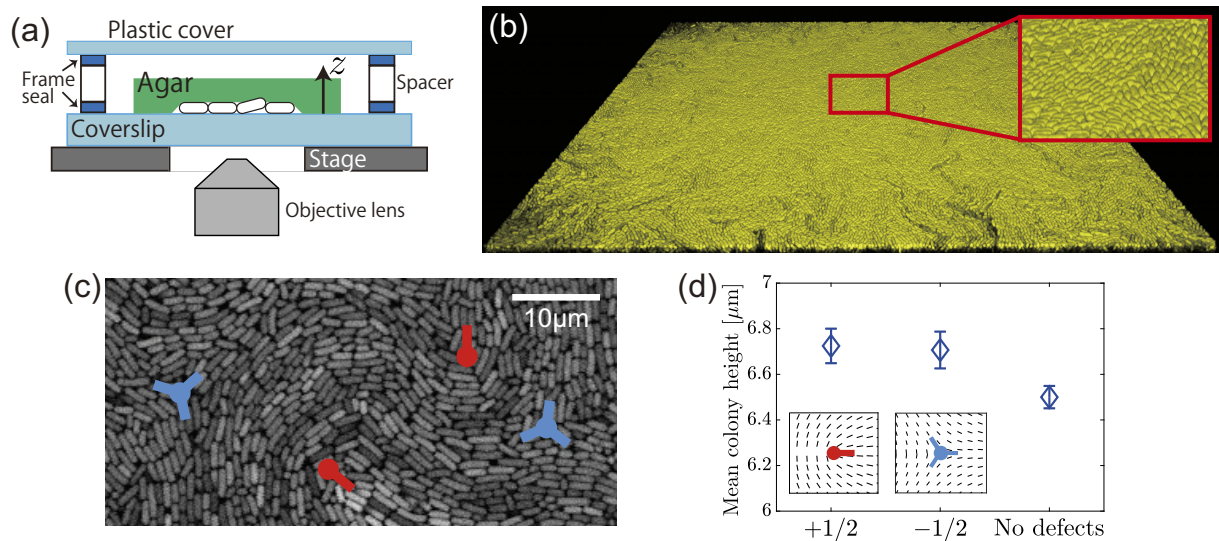 (a)
Plastic cover
Frame
seal
Agar
z
Spacer
Coverslip
Stage
Objective lens
(b)
(c)
10μm
(d)
Mean colony height [μm]
7
6.8
6.6
6.4
6.2
6
+1/2
−1/2
No defects